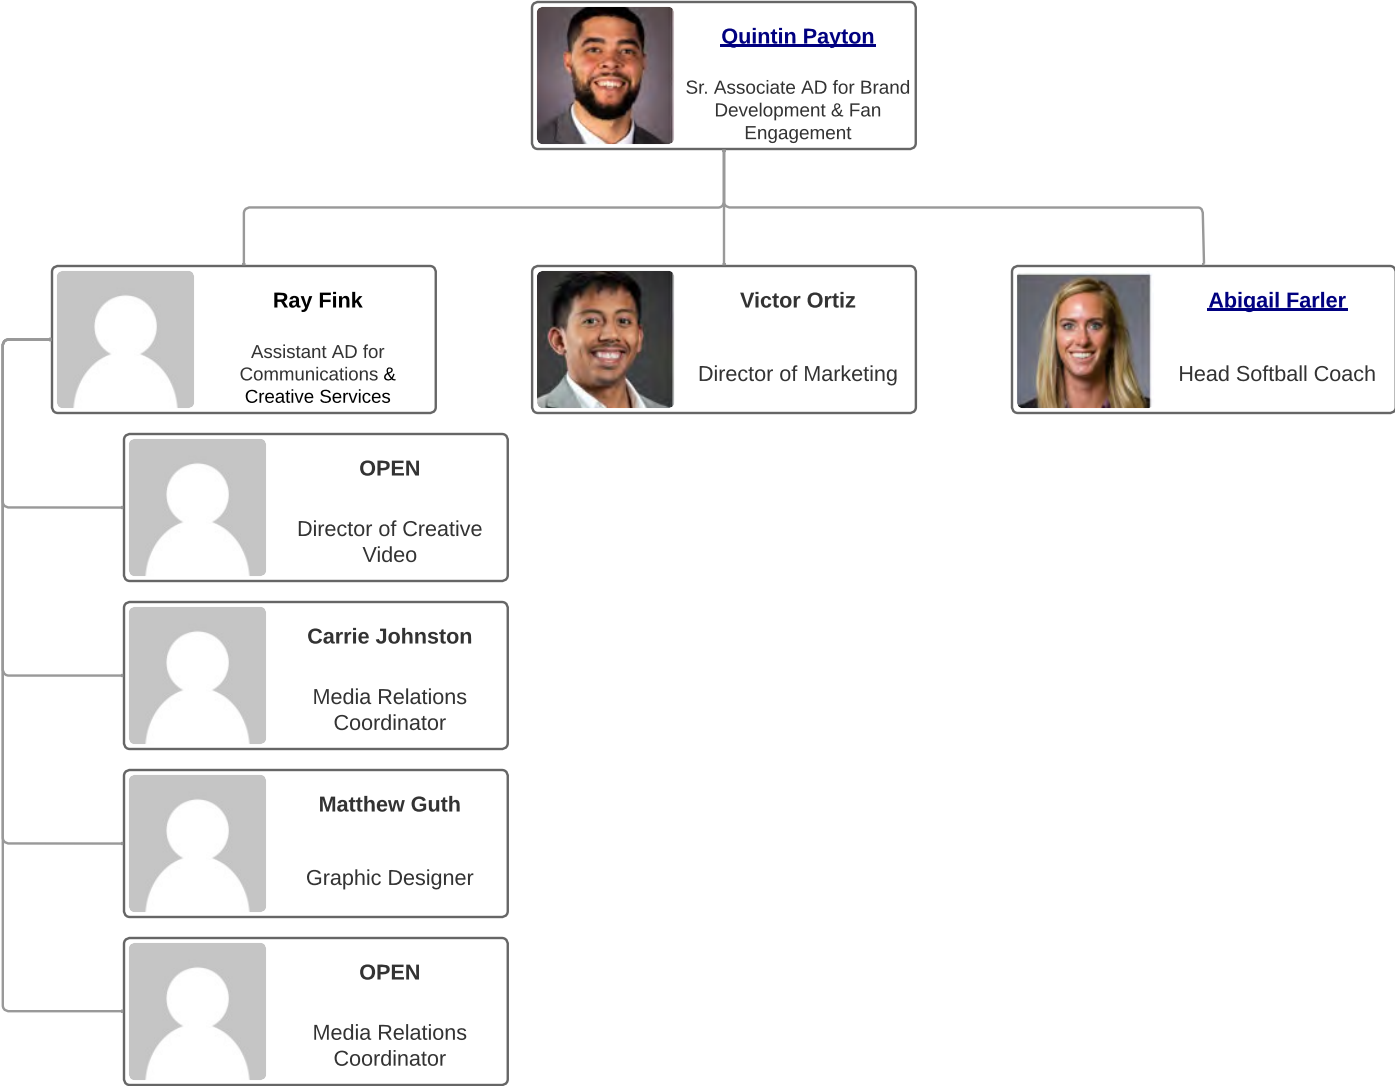 Quintin Payton
Sr. Associate AD for Brand
Development & Fan
Engagement
Ray Fink
Assistant AD for
Communications &
Creative Services
Victor Ortiz
Director of Marketing
Abigail Farler
Head Softball Coach
OPEN
Director of Creative
Video
Carrie Johnston
Media Relations
Coordinator
Matthew Guth
Graphic Designer
OPEN
Media Relations
Coordinator